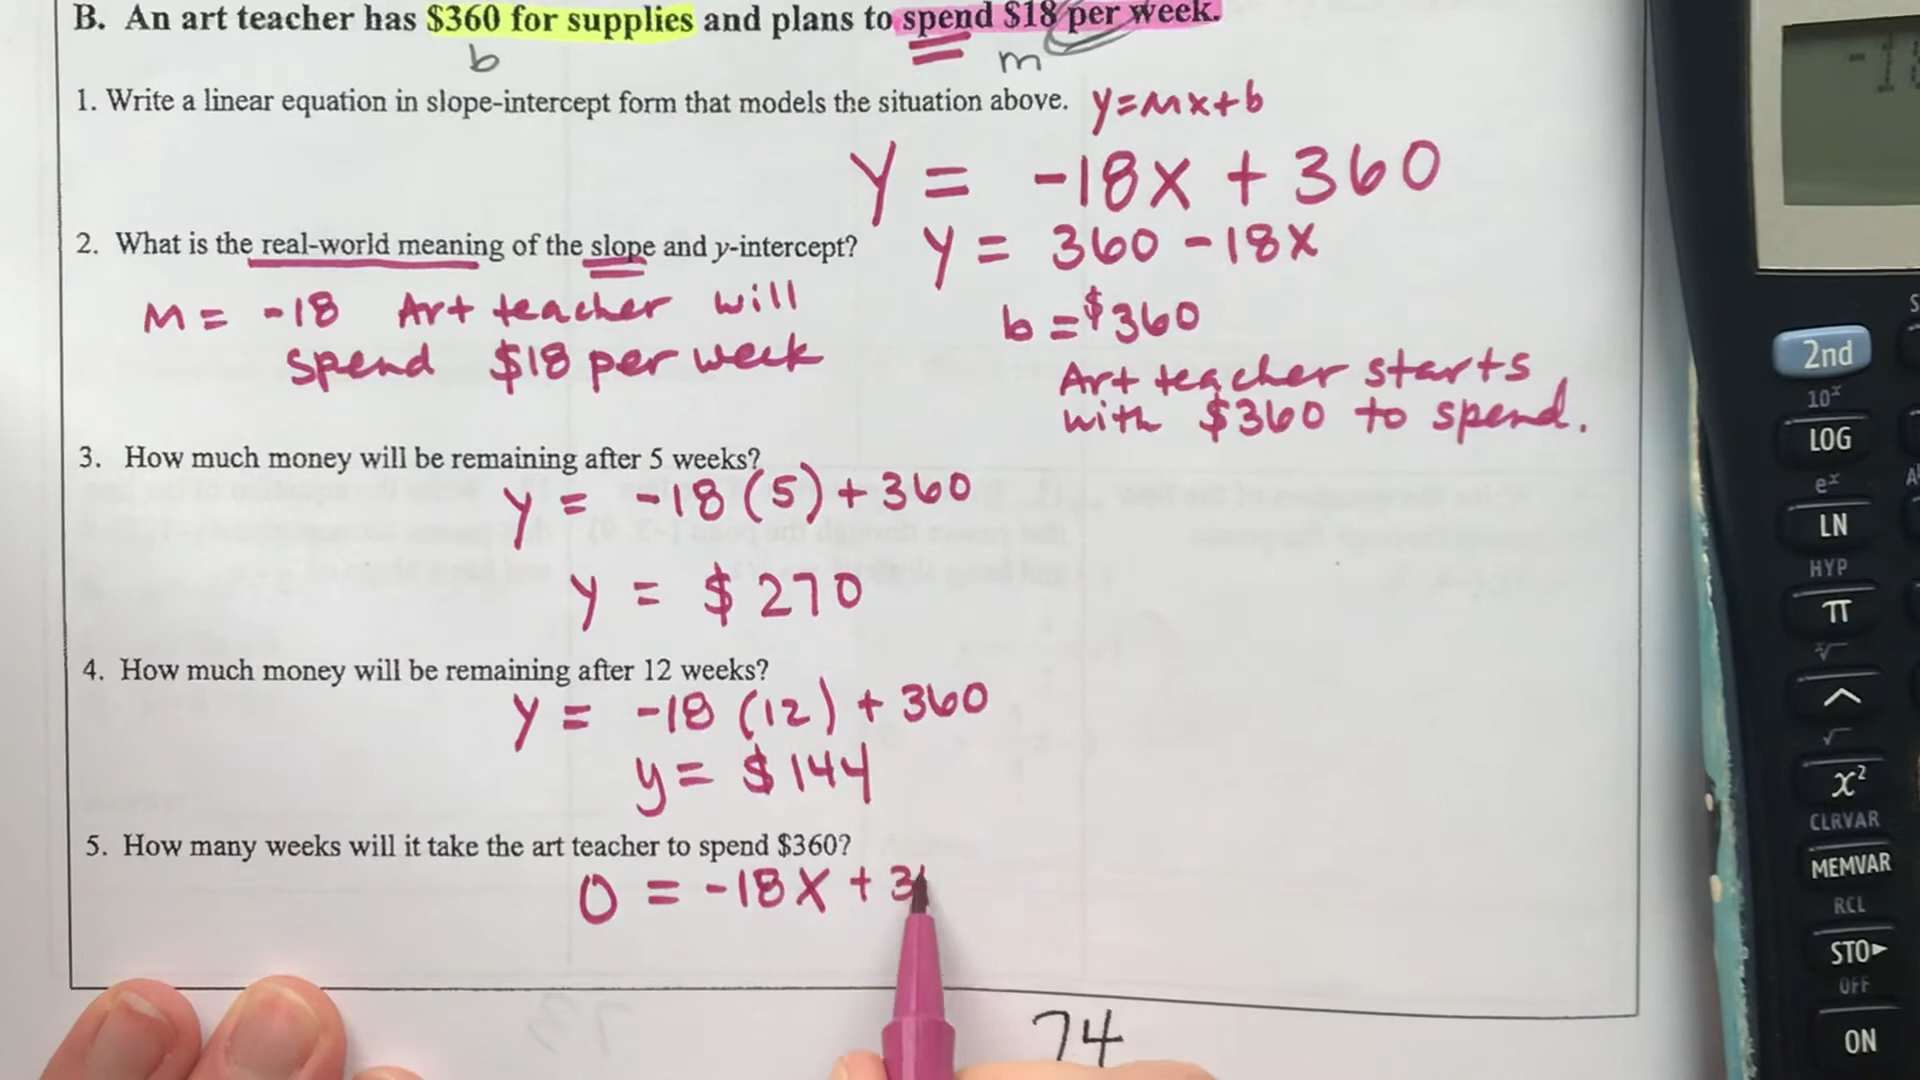 B. An art teacher has $360 for supplies and plans to spend $18 per week.
b
m
1. Write a linear equation in slope-intercept form that models the situation above. y=mx+b
y = -18x + 360
2. What is the real-world meaning of the slope and y-intercept?
y = 360 -18x
m = -18 Art teacher will
spend $18 per week
b = $360
Art teacher starts
with $360 to spend.
3. How much money will be remaining after 5 weeks?
y = -18(5)+360
y = $270
4. How much money will be remaining after 12 weeks?
y = -18(12)+360
y = $144
5. How many weeks will it take the art teacher to spend $360?
0 = -18x + 3
74
2nd
10ˣ
LOG
eˣ
LN
HYP
π
^
√
x²
CLRVAR
MEMVAR
RCL
STO►
OFF
ON